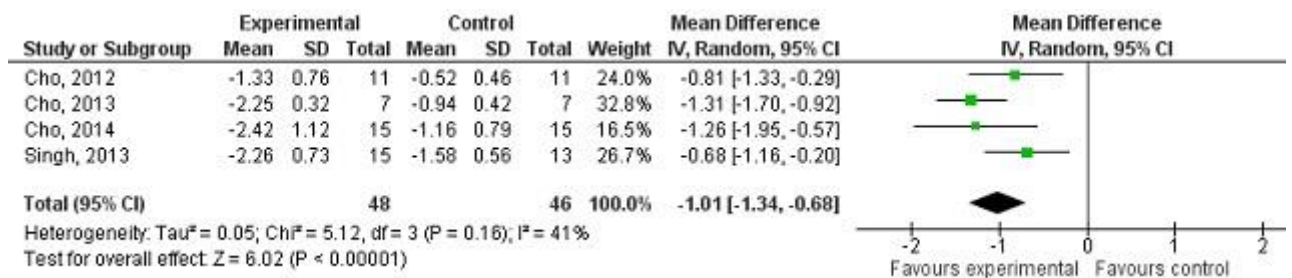 Experimental Control Mean Difference Mean Difference
Study or Subgroup Mean SD Total Mean SD Total Weight IV, Random, 95% CI IV, Random, 95% CI
Cho, 2012 -1.33 0.76 11 -0.52 0.46 11 24.0% -0.81 [-1.33, -0.29]
Cho, 2013 -2.25 0.32 7 -0.94 0.42 7 32.8% -1.31 [-1.70, -0.92]
Cho, 2014 -2.42 1.12 15 -1.16 0.79 15 16.5% -1.26 [-1.95, -0.57]
Singh, 2013 -2.26 0.73 15 -1.58 0.56 13 26.7% -0.68 [-1.16, -0.20]
Total (95% CI) 48 46 100.0% -1.01 [-1.34, -0.68]
Heterogeneity: Tau² = 0.05; Chi² = 5.12, df = 3 (P = 0.16); I² = 41%
Test for overall effect: Z = 6.02 (P < 0.00001)
-2 -1 0 1 2
Favours experimental Favours control